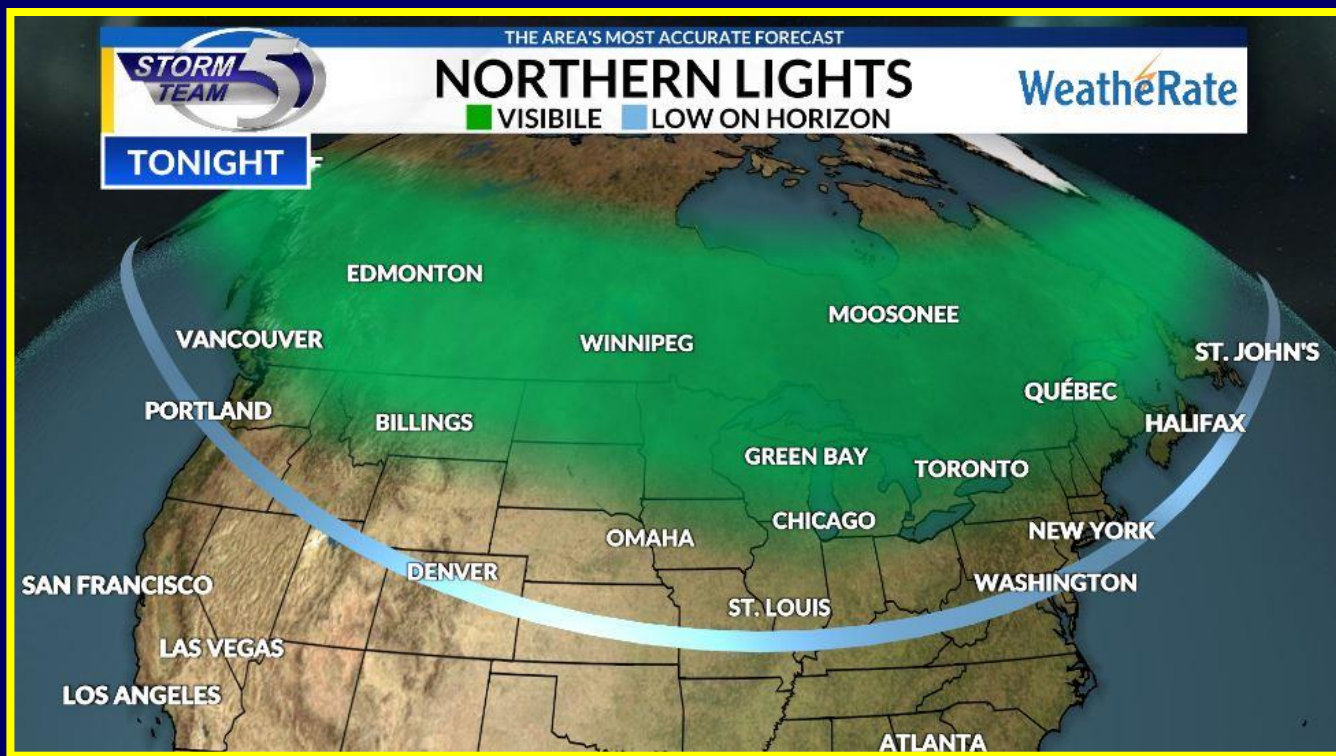 THE AREA'S MOST ACCURATE FORECAST
STORM 5
TEAM
NORTHERN LIGHTS
WeatheRate
VISIBILE LOW ON HORIZON
TONIGHT
EDMONTON
MOOSONEE
VANCOUVER
WINNIPEG
ST. JOHN'S
QUÉBEC
PORTLAND
BILLINGS
HALIFAX
GREEN BAY
TORONTO
CHICAGO
NEW YORK
OMAHA
DENVER
WASHINGTON
SAN FRANCISCO
ST. LOUIS
LAS VEGAS
LOS ANGELES
ATLANTA